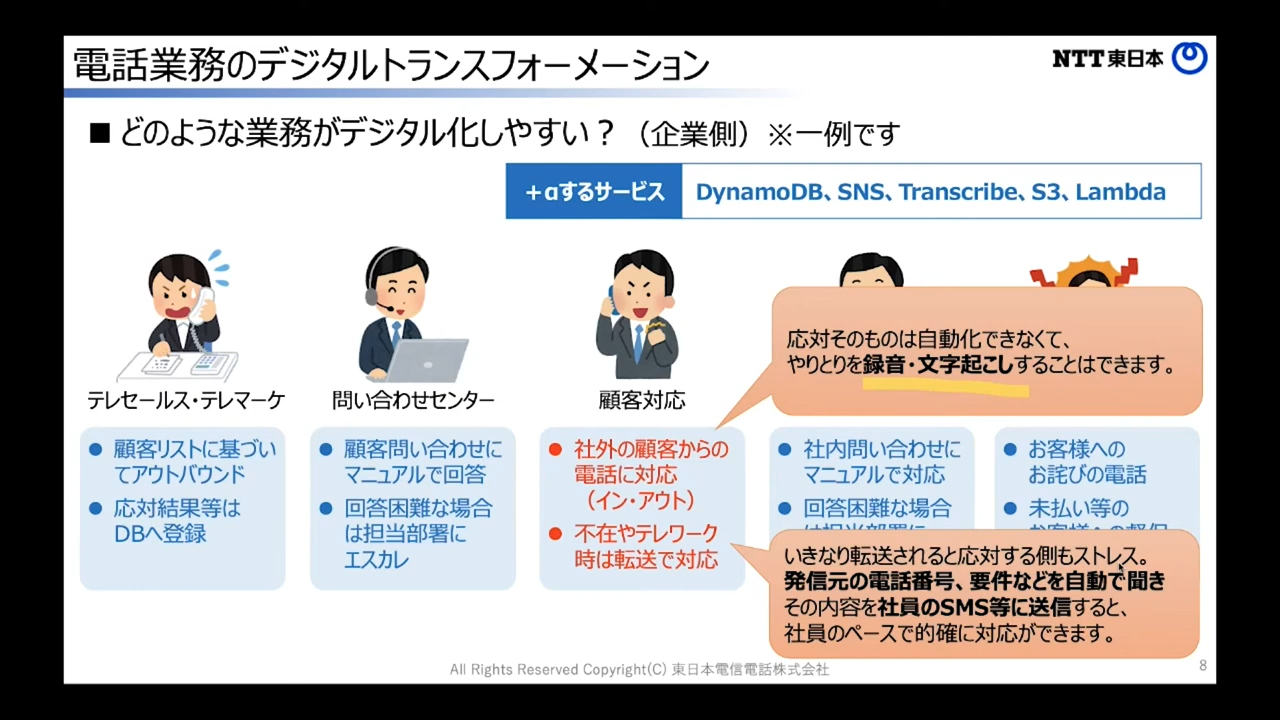 電話業務のデジタルトランスフォーメーション
NTT東日本
■ どのような業務がデジタル化しやすい？（企業側）※一例です
+αするサービス
DynamoDB、SNS、Transcribe、S3、Lambda
テレセールス・テレマーケ
問い合わせセンター
顧客対応
応対そのものは自動化できなくて、
やりとりを録音・文字起こしすることはできます。
● 顧客リストに基づい
てアウトバウンド
● 応対結果等は
DBへ登録
● 顧客問い合わせに
マニュアルで回答
● 回答困難な場合
は担当部署に
エスカレ
● 社外の顧客からの
電話に対応
（イン・アウト）
● 不在やテレワーク
時は転送で対応
● 社内問い合わせに
マニュアルで対応
● 回答困難な場合
は担当部署に
● お客様への
お詫びの電話
● 未払い等の
お客様への督促
いきなり転送されると応対する側もストレス。
発信元の電話番号、要件などを自動で聞き
その内容を社員のSMS等に送信すると、
社員のペースで的確に対応ができます。
All Rights Reserved Copyright(C) 東日本電信電話株式会社
8